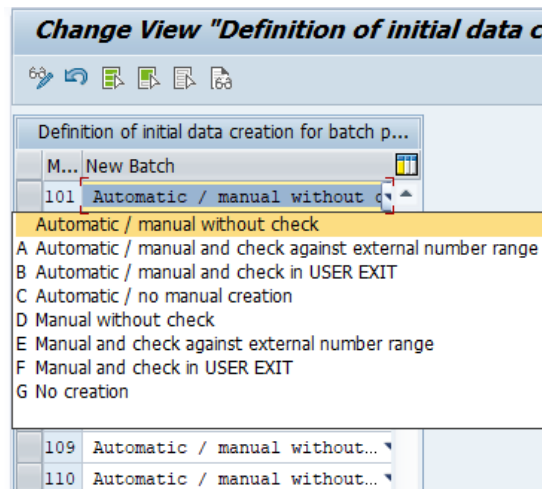 Change View "Definition of initial data c
Definition of initial data creation for batch p...
M... New Batch
101 Automatic / manual without c
Automatic / manual without check
A Automatic / manual and check against external number range
B Automatic / manual and check in USER EXIT
C Automatic / no manual creation
D Manual without check
E Manual and check against external number range
F Manual and check in USER EXIT
G No creation
109 Automatic / manual without...
110 Automatic / manual without...